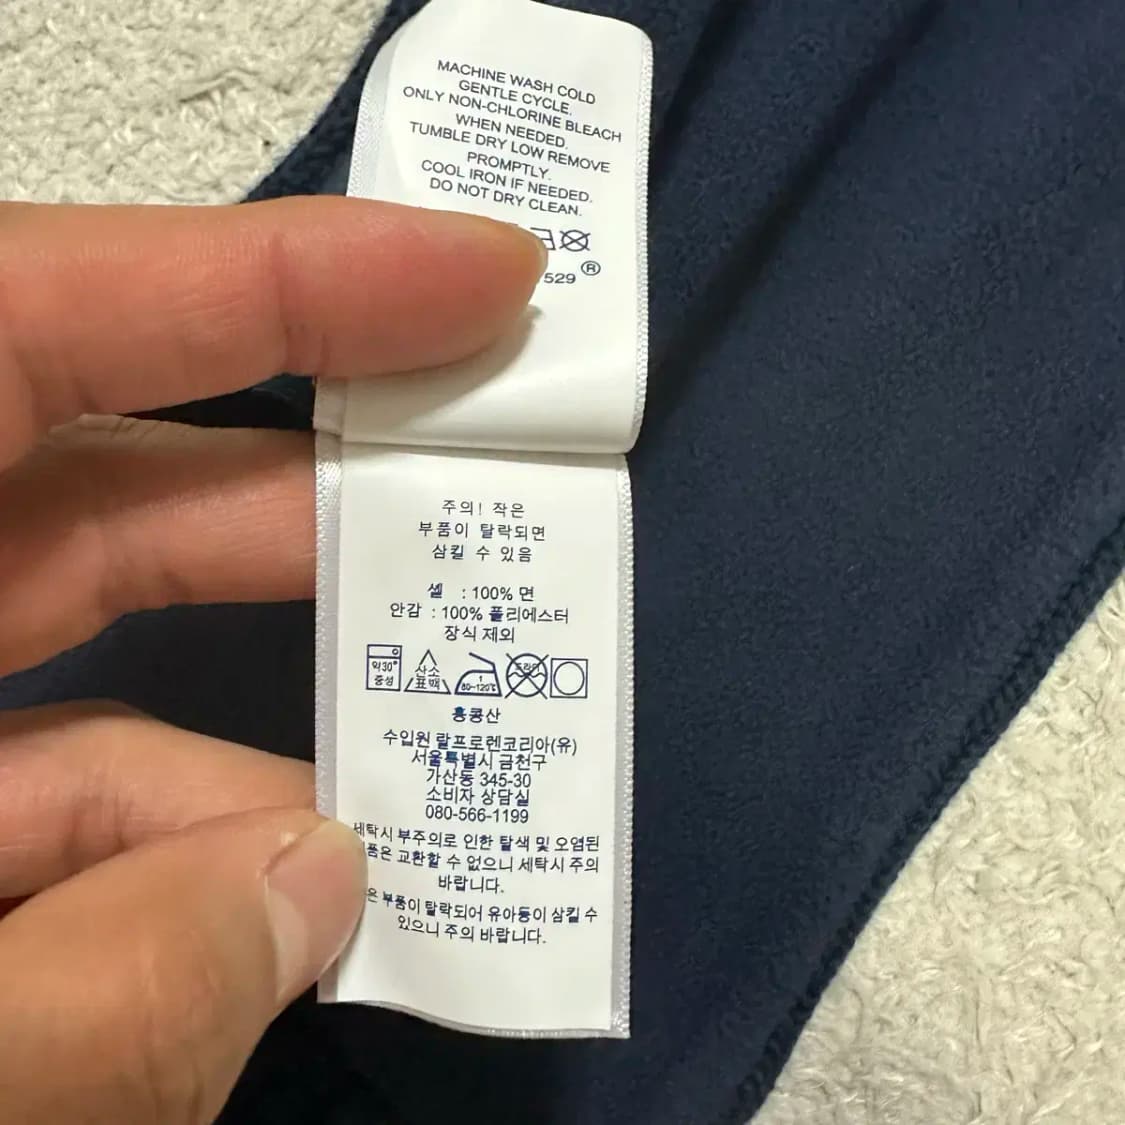 MACHINE WASH COLD
GENTLE CYCLE.
ONLY NON-CHLORINE BLEACH
WHEN NEEDED.
TUMBLE DRY LOW REMOVE
PROMPTLY.
COOL IRON IF NEEDED.
DO NOT DRY CLEAN.
529 ®
주의! 작은
부품이 탈락되면
삼킬 수 있음
셸 : 100% 면
안감 : 100% 폴리에스터
장식 제외
약30° 중성 산소 표백 1 80~120℃ 드라이
홍콩산
수입원 랄프로렌코리아(유)
서울특별시 금천구
가산동 345-30
소비자 상담실
080-566-1199
세탁시 부주의로 인한 탈색 및 오염된
품은 교환할 수 없으니 세탁시 주의
바랍니다.
은 부품이 탈락되어 유아등이 삼킬 수
있으니 주의 바랍니다.